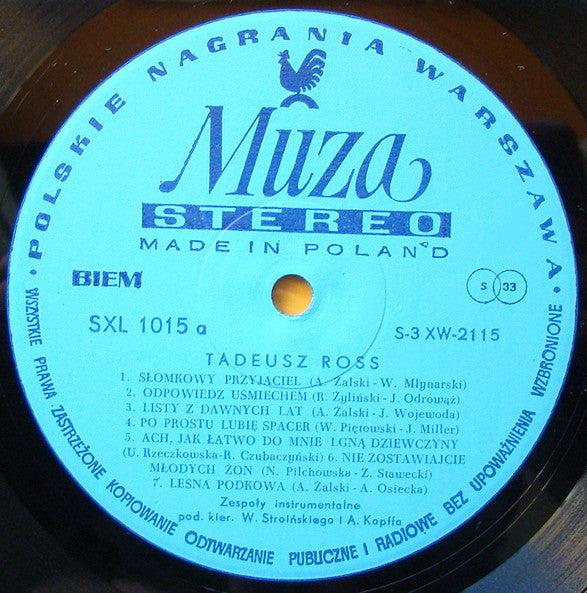 • POLSKIE NAGRANIA WARSZAWA •
Muza
STEREO
MADE IN POLAND
BIEM
S 33
SXL 1015 a
S-3 XW-2115
TADEUSZ ROSS
1. SŁOMKOWY PRZYJACIEL (A. Żalski - W. Młynarski)
2. ODPOWIEDZ UŚMIECHEM (R. Żyliński - J. Odrowąż)
3. LISTY Z DAWNYCH LAT (A. Żalski - J. Wojewoda)
4. PO PROSTU LUBIĘ SPACER (W. Piętowski - J. Miller)
5. ACH, JAK ŁATWO DO MNIE LGNĄ DZIEWCZYNY
(U. Rzeczkowska-R. Czubaczyński) 6. NIE ZOSTAWIAJCIE
MŁODYCH ŻON (N. Pilchowska - Z. Stawecki)
7. LEŚNA PODKOWA (A. Żalski - A. Osiecka)
Zespoły instrumentalne
pod. kier. W. Stroińskiego i A. Kopffa
WSZYSTKIE PRAWA ZASTRZEŻONE KOPIOWANIE ODTWARZANIE PUBLICZNE I RADIOWE BEZ UPOWAŻNIENIA WZBRONIONE